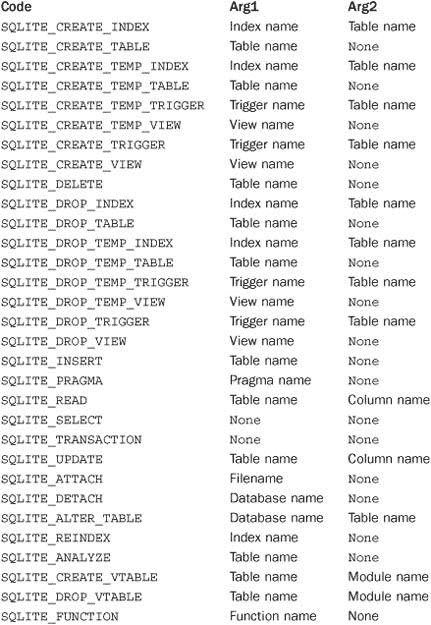 Code Arg1 Arg2
SQLITE_CREATE_INDEX Index name Table name
SQLITE_CREATE_TABLE Table name None
SQLITE_CREATE_TEMP_INDEX Index name Table name
SQLITE_CREATE_TEMP_TABLE Table name None
SQLITE_CREATE_TEMP_TRIGGER Trigger name Table name
SQLITE_CREATE_TEMP_VIEW View name None
SQLITE_CREATE_TRIGGER Trigger name Table name
SQLITE_CREATE_VIEW View name None
SQLITE_DELETE Table name None
SQLITE_DROP_INDEX Index name Table name
SQLITE_DROP_TABLE Table name None
SQLITE_DROP_TEMP_INDEX Index name Table name
SQLITE_DROP_TEMP_TABLE Table name None
SQLITE_DROP_TEMP_TRIGGER Trigger name Table name
SQLITE_DROP_TEMP_VIEW View name None
SQLITE_DROP_TRIGGER Trigger name Table name
SQLITE_DROP_VIEW View name None
SQLITE_INSERT Table name None
SQLITE_PRAGMA Pragma name None
SQLITE_READ Table name Column name
SQLITE_SELECT None None
SQLITE_TRANSACTION None None
SQLITE_UPDATE Table name Column name
SQLITE_ATTACH Filename None
SQLITE_DETACH Database name None
SQLITE_ALTER_TABLE Database name Table name
SQLITE_REINDEX Index name None
SQLITE_ANALYZE Table name None
SQLITE_CREATE_VTABLE Table name Module name
SQLITE_DROP_VTABLE Table name Module name
SQLITE_FUNCTION Function name None